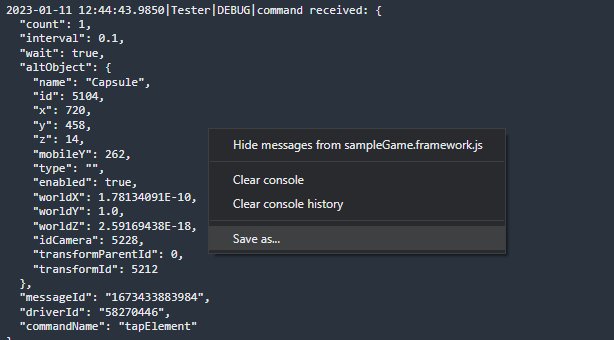 2023-01-11 12:44:43.9850|Tester|DEBUG|command received: {
"count": 1,
"interval": 0.1,
"wait": true,
"altObject": {
"name": "Capsule",
"id": 5104,
"x": 720,
"y": 458,
"z": 14,
"mobileY": 262,
"type": "",
"enabled": true,
"worldX": 1.78134091E-10,
"worldY": 1.0,
"worldZ": 2.59169438E-18,
"idCamera": 5228,
"transformParentId": 0,
"transformId": 5212
},
"messageId": "1673433883984",
"driverId": "58270446",
"commandName": "tapElement"
}
Hide messages from sampleGame.framework.js
Clear console
Clear console history
Save as...